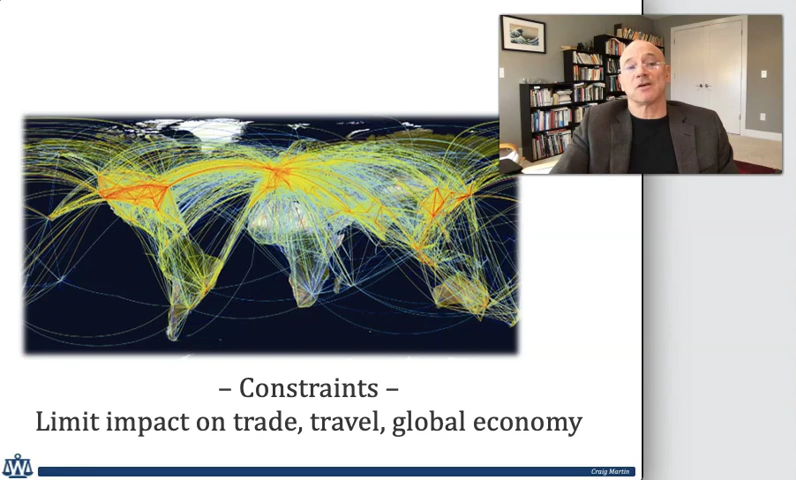 – Constraints –
Limit impact on trade, travel, global economy
W
Craig Martin